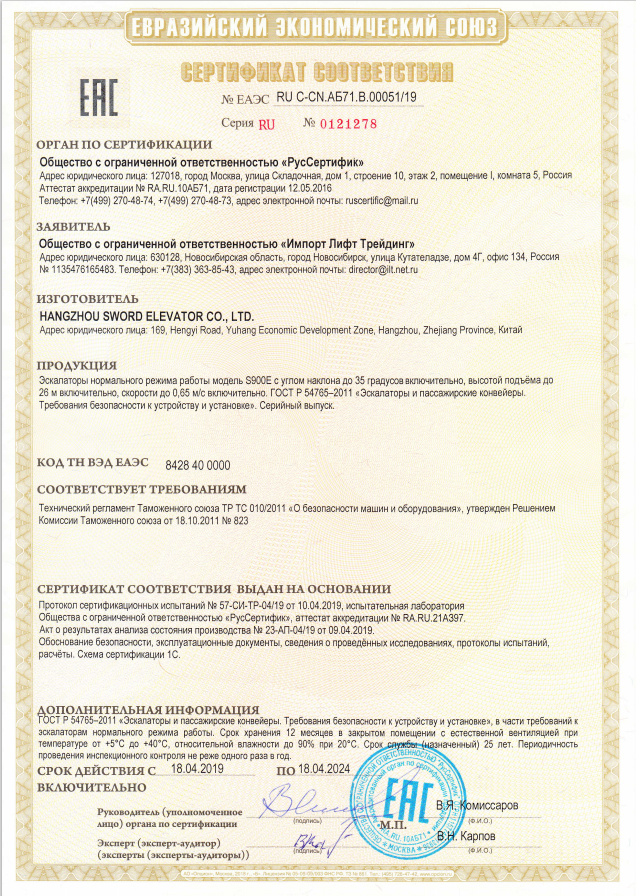 ЕВРАЗИЙСКИЙ ЭКОНОМИЧЕСКИЙ СОЮЗ
СЕРТИФИКАТ СООТВЕТСТВИЯ
ЕАС
№ ЕАЭС RU С-CN.АБ71.В.00051/19
Серия RU № 0121278
ОРГАН ПО СЕРТИФИКАЦИИ
Общество с ограниченной ответственностью «РусСертифик»
Адрес юридического лица: 127018, город Москва, улица Складочная, дом 1, строение 10, этаж 2, помещение I, комната 5, Россия
Аттестат аккредитации № RA.RU.10АБ71, дата регистрации 12.05.2016
Телефон: +7(499) 270-48-74, +7(499) 270-48-73, адрес электронной почты: ruscertific@mail.ru
ЗАЯВИТЕЛЬ
Общество с ограниченной ответственностью «Импорт Лифт Трейдинг»
Адрес юридического лица: 630128, Новосибирская область, город Новосибирск, улица Кутателадзе, дом 4Г, офис 134, Россия
№ 1135476165483. Телефон: +7(383) 363-85-43, адрес электронной почты: director@ilt.net.ru
ИЗГОТОВИТЕЛЬ
HANGZHOU SWORD ELEVATOR CO., LTD.
Адрес юридического лица: 169, Hengyi Road, Yuhang Economic Development Zone, Hangzhou, Zhejiang Province, Китай
ПРОДУКЦИЯ
Эскалаторы нормального режима работы модель S900E с углом наклона до 35 градусов включительно, высотой подъёма до
26 м включительно, скорости до 0,65 м/с включительно. ГОСТ Р 54765–2011 «Эскалаторы и пассажирские конвейеры.
Требования безопасности к устройству и установке». Серийный выпуск.
КОД ТН ВЭД ЕАЭС 8428 40 0000
СООТВЕТСТВУЕТ ТРЕБОВАНИЯМ
Технический регламент Таможенного союза ТР ТС 010/2011 «О безопасности машин и оборудования», утвержден Решением
Комиссии Таможенного союза от 18.10.2011 № 823
СЕРТИФИКАТ СООТВЕТСТВИЯ ВЫДАН НА ОСНОВАНИИ
Протокол сертификационных испытаний № 57-СИ-ТР-04/19 от 10.04.2019, испытательная лаборатория
Общества с ограниченной ответственностью «РусСертифик», аттестат аккредитации № RA.RU.21А397.
Акт о результатах анализа состояния производства № 23-АП-04/19 от 09.04.2019.
Обоснование безопасности, эксплуатационные документы, сведения о проведённых исследованиях, протоколы испытаний,
расчёты. Схема сертификации 1С.
ДОПОЛНИТЕЛЬНАЯ ИНФОРМАЦИЯ
ГОСТ Р 54765–2011 «Эскалаторы и пассажирские конвейеры. Требования безопасности к устройству и установке», в части требований к
эскалаторам нормального режима работы. Срок хранения 12 месяцев в закрытом помещении с естественной вентиляцией при
температуре от +5°С до +40°С, относительной влажности до 90% при 20°С. Срок службы (назначенный) 25 лет. Периодичность
проведения инспекционного контроля не реже одного раза в год.
СРОК ДЕЙСТВИЯ С 18.04.2019 ПО 18.04.2024
ВКЛЮЧИТЕЛЬНО
Руководитель (уполномоченное
лицо) органа по сертификации
(подпись)
М.П.
В.Я. Комиссаров
(Ф.И.О.)
Эксперт (эксперт-аудитор)
(эксперты (эксперты-аудиторы))
(подпись)
В.Н. Карпов
(Ф.И.О.)
ЕАС
RU.10АБ71
МОСКВА